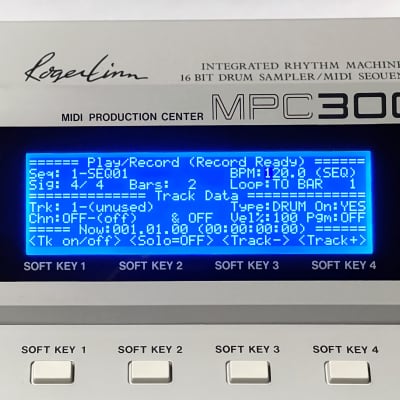 Roger Linn
INTEGRATED RHYTHM MACHINE
16 BIT DRUM SAMPLER/MIDI SEQUEN
MIDI PRODUCTION CENTER MPC300
====== Play/Record (Record Ready) ======
Seq: 1-SEQ01 BPM:120.0 (SEQ)
Sig: 4/ 4 Bars: 2 Loop:TO BAR 1
=============== Track Data ===============
Trk: 1-(unused) Type:DRUM On:YES
Chn:OFF-(off) & OFF Vel%:100 Pgm:OFF
===== Now:001.01.00 (00:00:00:00) =====
<Tk on/off> <Solo=OFF> <Track-> <Track+>
SOFT KEY 1 SOFT KEY 2 SOFT KEY 3 SOFT KEY 4
SOFT KEY 1 SOFT KEY 2 SOFT KEY 3 SOFT KEY 4